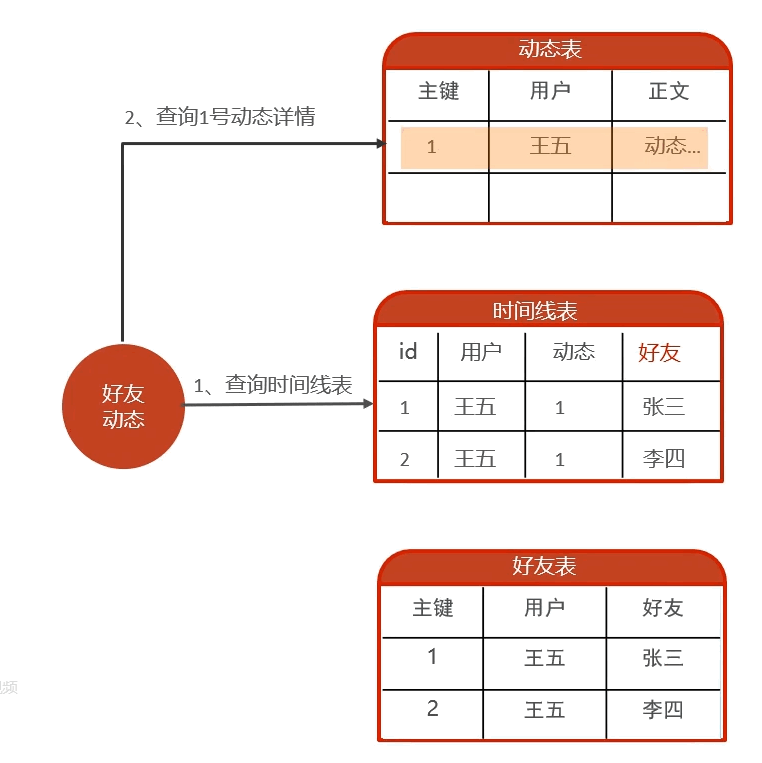 动态表
主键 用户 正文
1 王五 动态...
2、查询1号动态详情
时间线表
id 用户 动态 好友
1 王五 1 张三
2 王五 1 李四
好友
动态
1、查询时间线表
好友表
主键 用户 好友
1 王五 张三
2 王五 李四
频